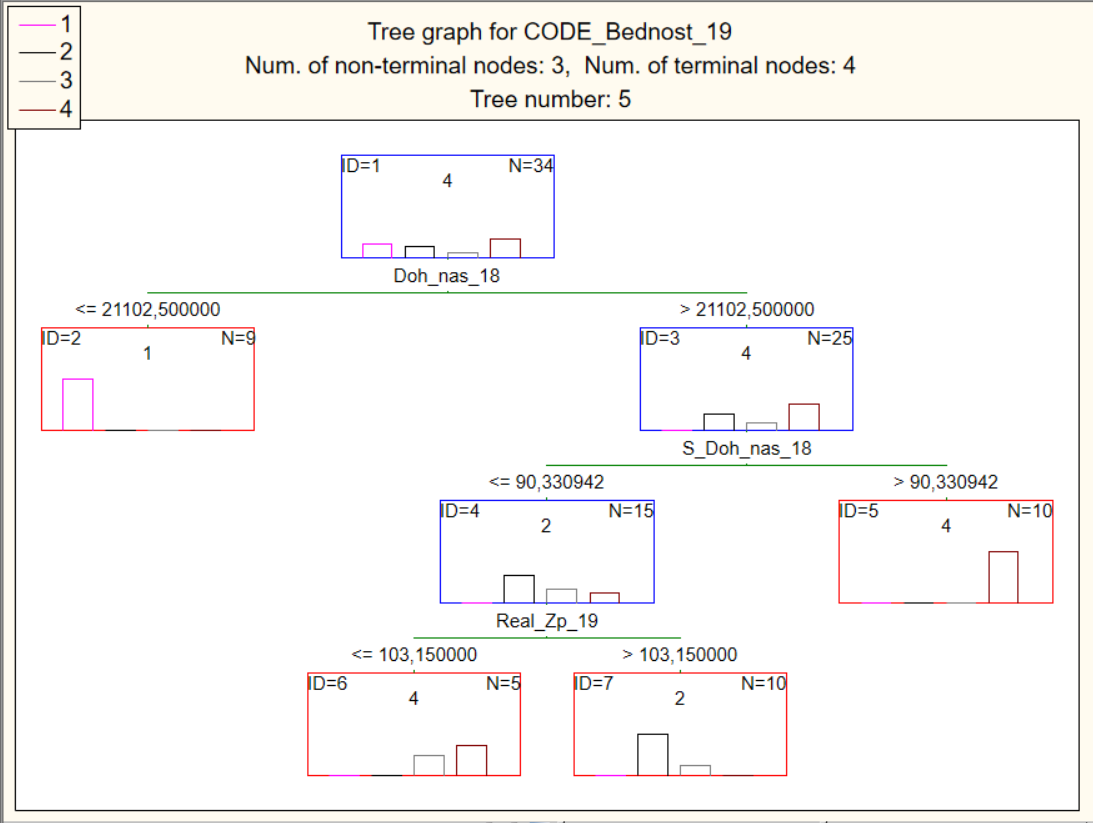 1
2
3
4
Tree graph for CODE_Bednost_19
Num. of non-terminal nodes: 3,  Num. of terminal nodes: 4
Tree number: 5
ID=1 N=34
4
Doh_nas_18
<= 21102,500000 > 21102,500000
ID=2 N=9 ID=3 N=25
1 4
S_Doh_nas_18
<= 90,330942 > 90,330942
ID=4 N=15 ID=5 N=10
2 4
Real_Zp_19
<= 103,150000 > 103,150000
ID=6 N=5 ID=7 N=10
4 2